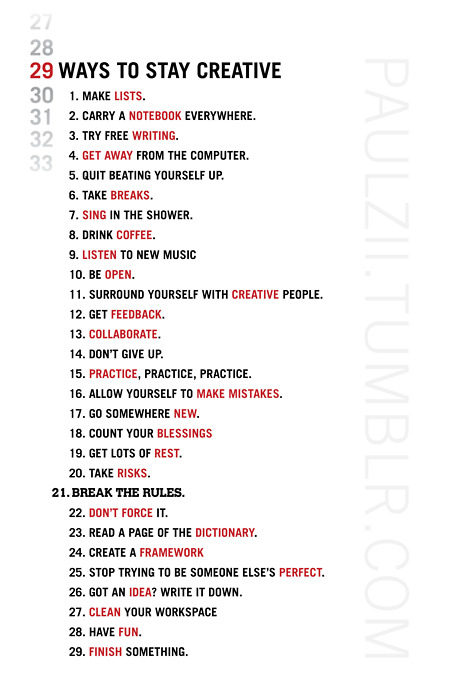 27
28
29 WAYS TO STAY CREATIVE
30
31
32
33
1. MAKE LISTS.
2. CARRY A NOTEBOOK EVERYWHERE.
3. TRY FREE WRITING.
4. GET AWAY FROM THE COMPUTER.
5. QUIT BEATING YOURSELF UP.
6. TAKE BREAKS.
7. SING IN THE SHOWER.
8. DRINK COFFEE.
9. LISTEN TO NEW MUSIC
10. BE OPEN.
11. SURROUND YOURSELF WITH CREATIVE PEOPLE.
12. GET FEEDBACK.
13. COLLABORATE.
14. DON'T GIVE UP.
15. PRACTICE, PRACTICE, PRACTICE.
16. ALLOW YOURSELF TO MAKE MISTAKES.
17. GO SOMEWHERE NEW.
18. COUNT YOUR BLESSINGS
19. GET LOTS OF REST.
20. TAKE RISKS.
21. BREAK THE RULES.
22. DON'T FORCE IT.
23. READ A PAGE OF THE DICTIONARY.
24. CREATE A FRAMEWORK
25. STOP TRYING TO BE SOMEONE ELSE'S PERFECT.
26. GOT AN IDEA? WRITE IT DOWN.
27. CLEAN YOUR WORKSPACE
28. HAVE FUN.
29. FINISH SOMETHING.
PAULZII.TUMBLR.COM